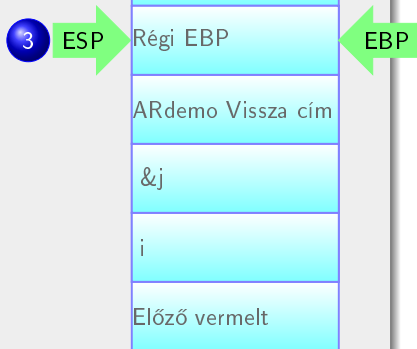 3 ESP Régi EBP EBP
ARdemo Vissza cím
&j
i
Előző vermelt